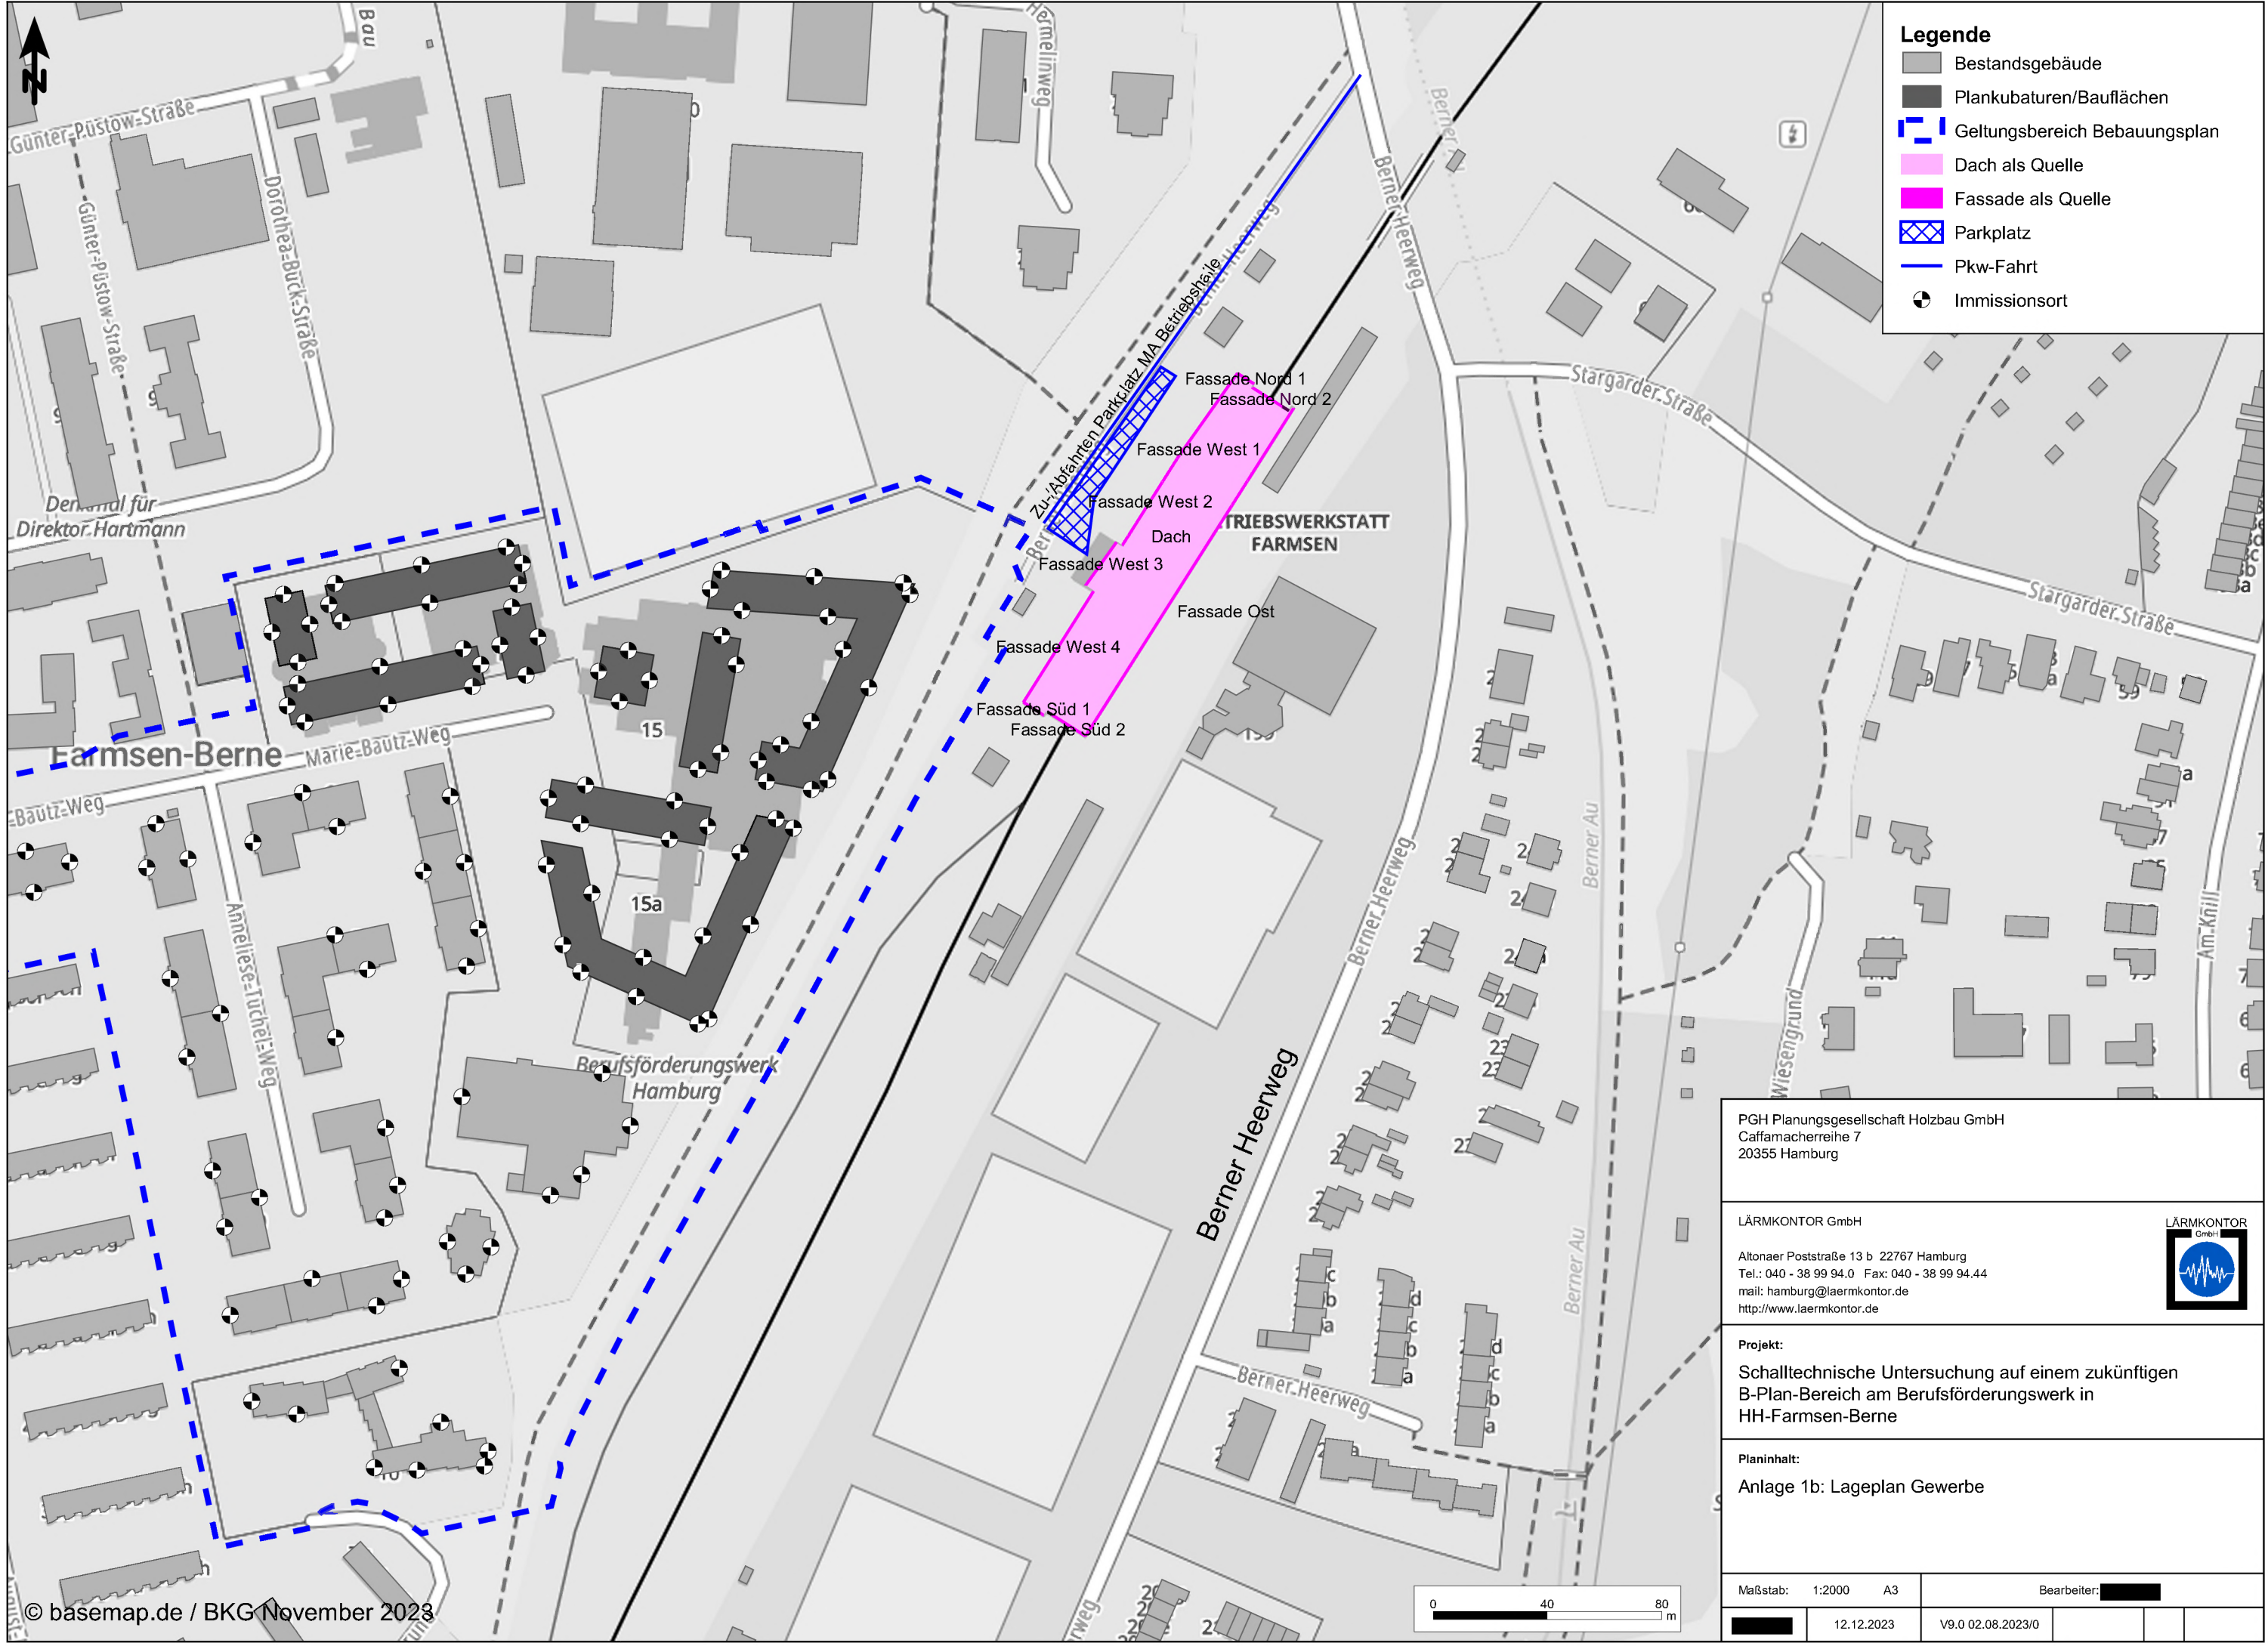 N
Bau
Günter-Püstow-Straße
Günter-Püstow-Straße
Dorothea-Buck-Straße
Hermelinweg
Berner-Heerweg
Berner-Heerweg
Zu-/Abfahrten Parkplatz MA Betriebshalle
Fassade Nord 1
Fassade Nord 2
Fassade West 1
Fassade West 2
Dach
Fassade West 3
Fassade Ost
Fassade West 4
Fassade Süd 1
Fassade Süd 2
TRIEBSWERKSTATT
FARMSEN
Stargarder-Straße
Stargarder-Straße
Denkmal für
Direktor Hartmann
Farmsen-Berne
Marie-Bautz-Weg
-Bautz-Weg
Anneliese-Tuchel-Weg
15
15a
Berufsförderungswerk
Hamburg
Berner-Heerweg
Berner Heerweg
Berner-Heerweg
Berner Au
Berner Au
Wiesengrund
Am-Knill
59
© basemap.de / BKG November 2023
0 40 80
m
Legende
Bestandsgebäude
Plankubaturen/Bauflächen
Geltungsbereich Bebauungsplan
Dach als Quelle
Fassade als Quelle
Parkplatz
Pkw-Fahrt
Immissionsort
PGH Planungsgesellschaft Holzbau GmbH
Caffamacherreihe 7
20355 Hamburg
LÄRMKONTOR GmbH
Altonaer Poststraße 13 b 22767 Hamburg
Tel.: 040 - 38 99 94.0 Fax: 040 - 38 99 94.44
mail: hamburg@laermkontor.de
http://www.laermkontor.de
LÄRMKONTOR
GmbH
Projekt:
Schalltechnische Untersuchung auf einem zukünftigen
B-Plan-Bereich am Berufsförderungswerk in
HH-Farmsen-Berne
Planinhalt:
Anlage 1b: Lageplan Gewerbe
Maßstab: 1:2000 A3 Bearbeiter:
12.12.2023 V9.0 02.08.2023/0